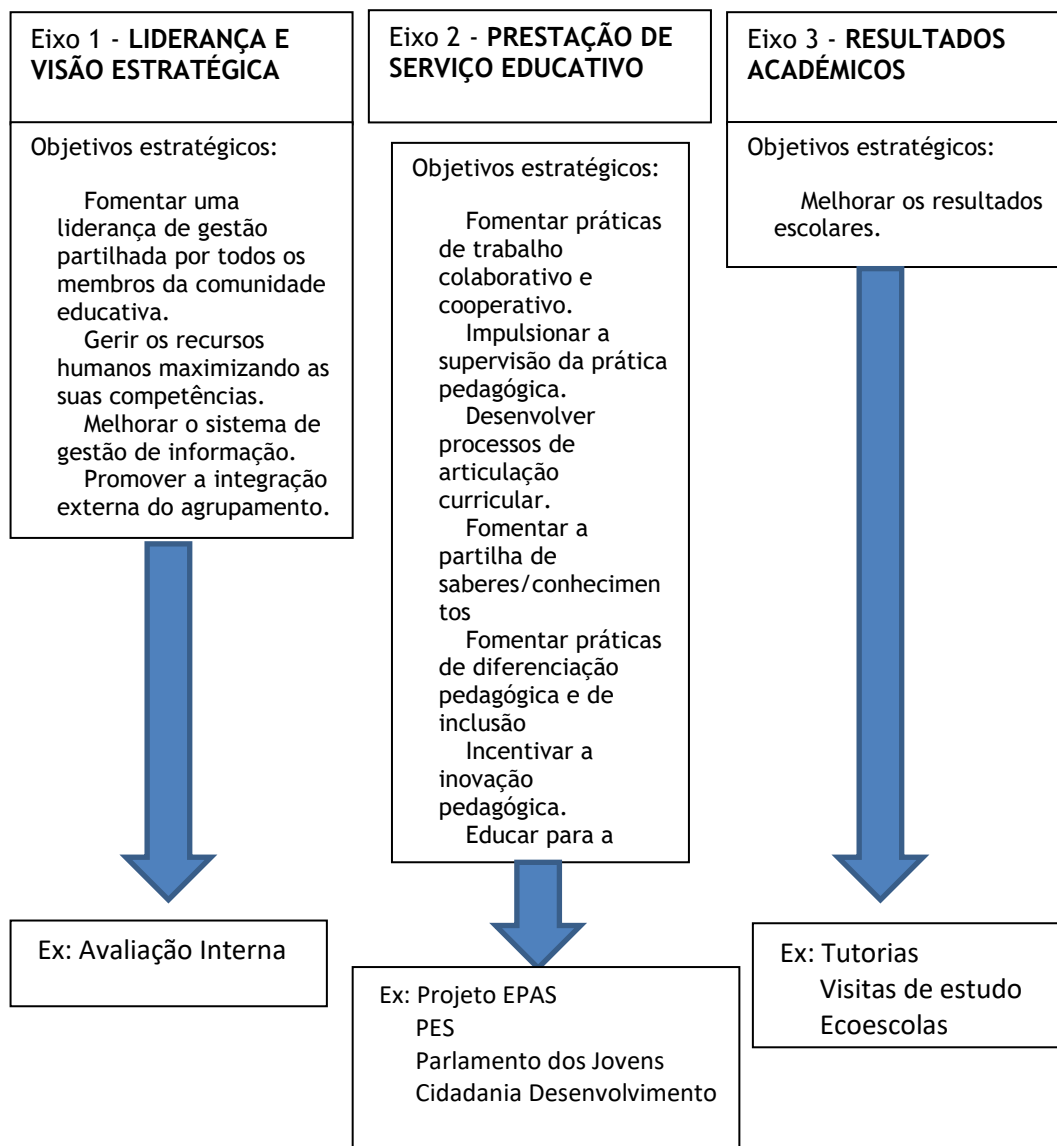 Eixo 1 - LIDERANÇA E
VISÃO ESTRATÉGICA
Objetivos estratégicos:
Fomentar uma
liderança de gestão
partilhada por todos os
membros da comunidade
educativa.
Gerir os recursos
humanos maximizando as
suas competências.
Melhorar o sistema de
gestão de informação.
Promover a integração
externa do agrupamento.
Ex: Avaliação Interna
Eixo 2 - PRESTAÇÃO DE
SERVIÇO EDUCATIVO
Objetivos estratégicos:
Fomentar práticas
de trabalho
colaborativo e
cooperativo.
Impulsionar a
supervisão da prática
pedagógica.
Desenvolver
processos de
articulação
curricular.
Fomentar a
partilha de
saberes/conhecimen
tos
Fomentar práticas
de diferenciação
pedagógica e de
inclusão
Incentivar a
inovação
pedagógica.
Educar para a
Ex: Projeto EPAS
PES
Parlamento dos Jovens
Cidadania Desenvolvimento
Eixo 3 - RESULTADOS
ACADÉMICOS
Objetivos estratégicos:
Melhorar os resultados
escolares.
Ex: Tutorias
Visitas de estudo
Ecoescolas